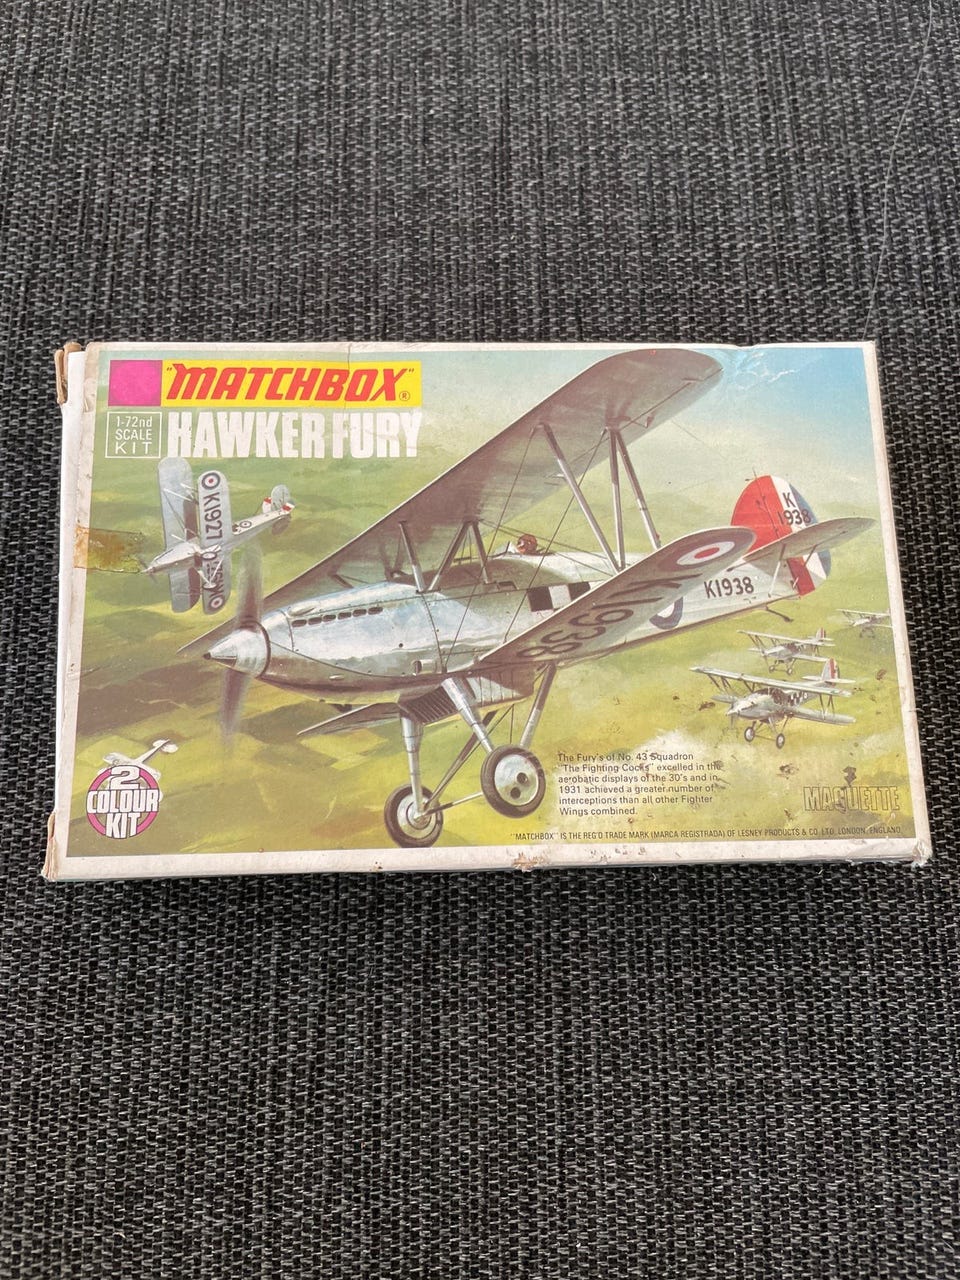 "MATCHBOX"®
1-72nd
SCALE
KIT
HAWKER FURY
K1927
K
1938
K1938
K1938
2
COLOUR
KIT
The Fury's of No. 43 Squadron
"The Fighting Cocks" excelled in the
aerobatic displays of the 30's and in
1931 achieved a greater number of
interceptions than all other Fighter
Wings combined.
MAQUETTE
"MATCHBOX" IS THE REG'D TRADE MARK (MARCA REGISTRADA) OF LESNEY PRODUCTS & CO. LTD. LONDON, ENGLAND.